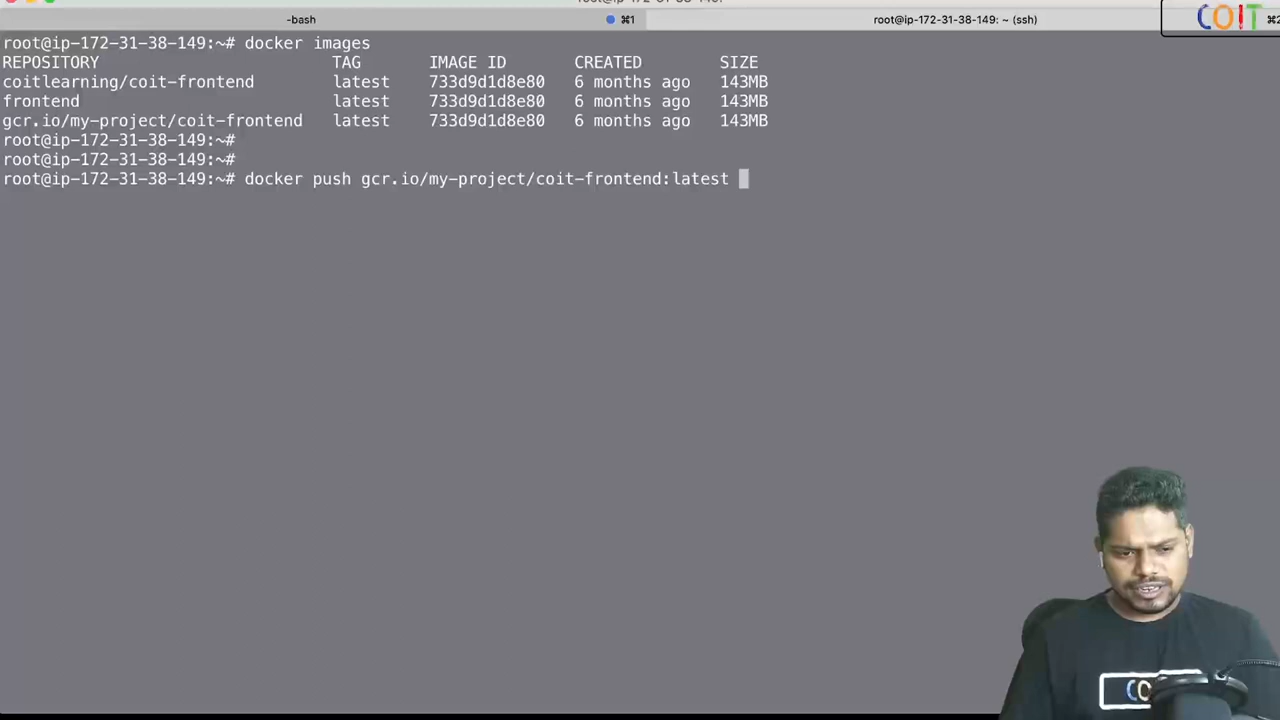 -bash
⌘1
root@ip-172-31-38-149: ~ (ssh)
COIT
⌘2
root@ip-172-31-38-149:~# docker images
REPOSITORY TAG IMAGE ID CREATED SIZE
coitlearning/coit-frontend latest 733d9d1d8e80 6 months ago 143MB
frontend latest 733d9d1d8e80 6 months ago 143MB
gcr.io/my-project/coit-frontend latest 733d9d1d8e80 6 months ago 143MB
root@ip-172-31-38-149:~#
root@ip-172-31-38-149:~#
root@ip-172-31-38-149:~# docker push gcr.io/my-project/coit-frontend:latest
CO